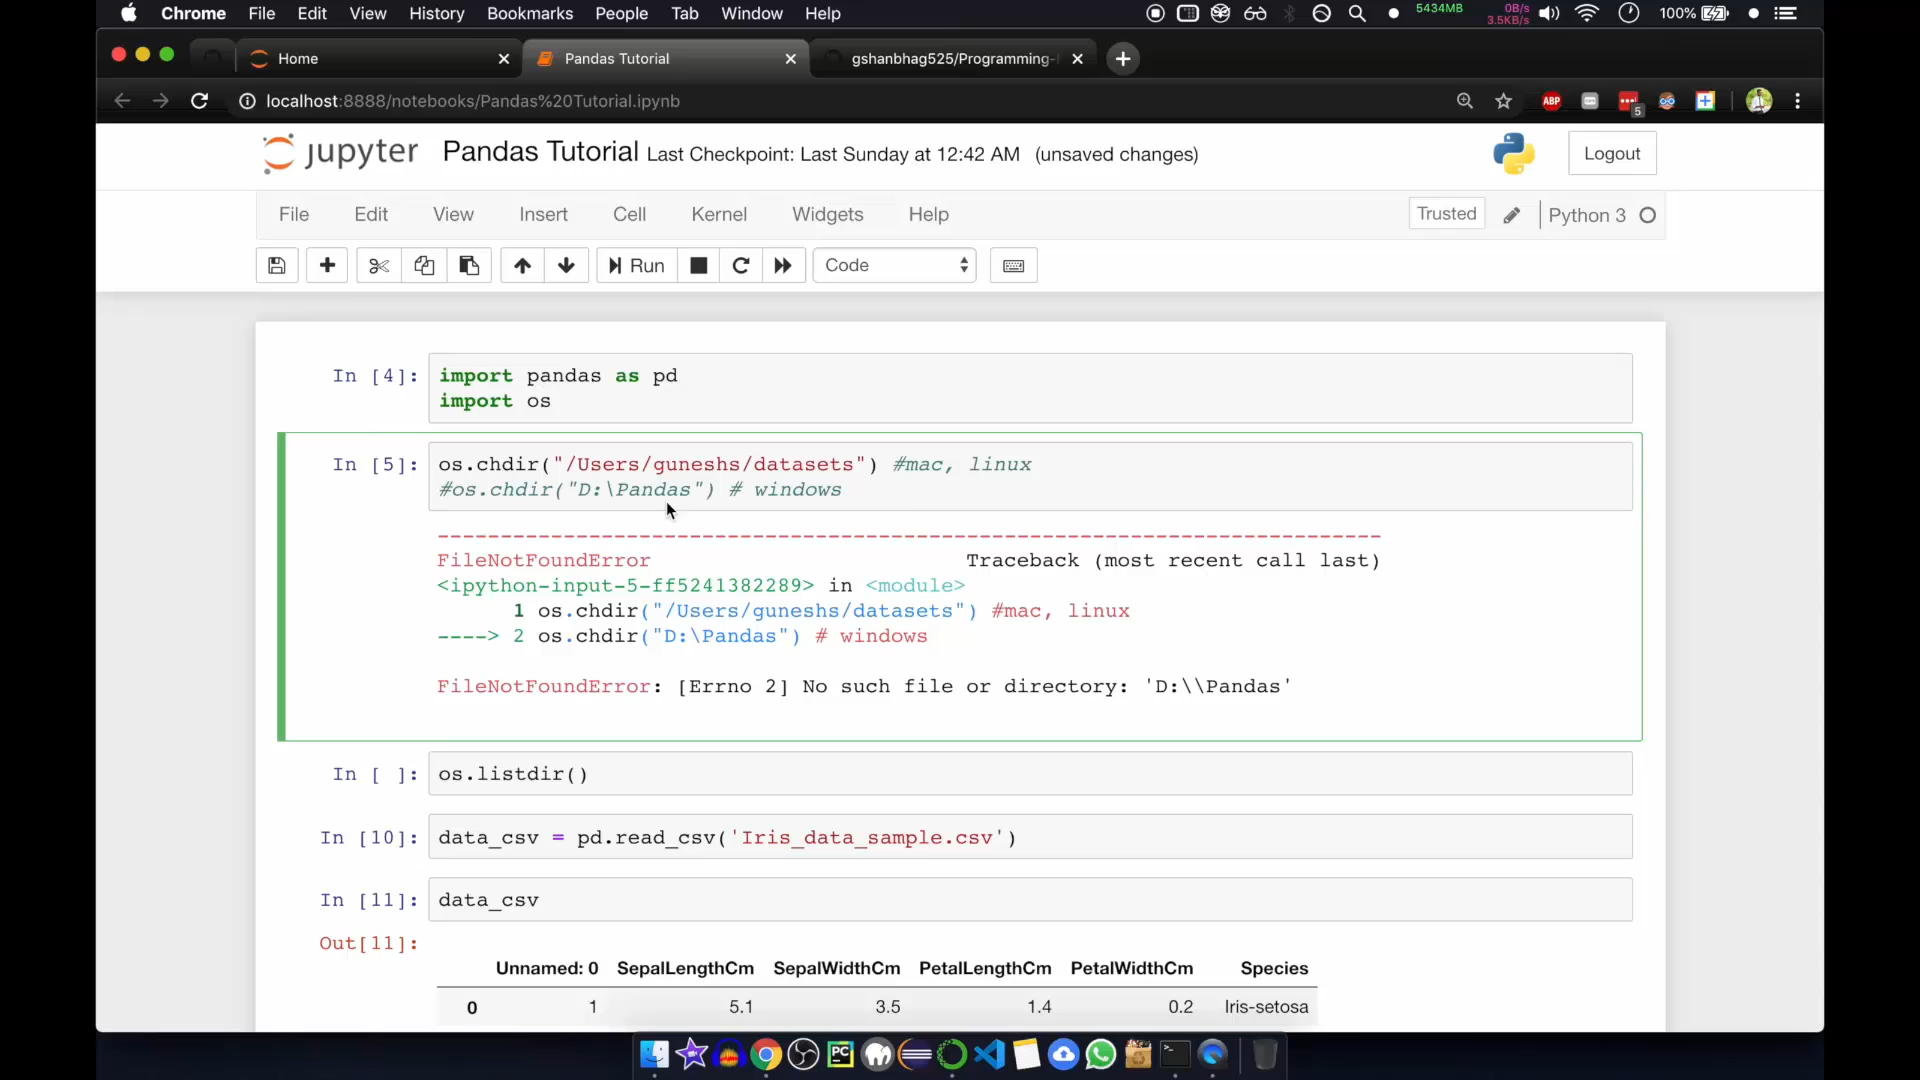 Chrome File Edit View History Bookmarks People Tab Window Help 5434MB 0B/s 3.5KB/s 100%
Home Pandas Tutorial gshanbhag525/Programming-
localhost:8888/notebooks/Pandas%20Tutorial.ipynb ABP 5
jupyter Pandas Tutorial Last Checkpoint: Last Sunday at 12:42 AM (unsaved changes) Logout
File Edit View Insert Cell Kernel Widgets Help Trusted Python 3
Run Code
In [4]: import pandas as pd
import os
In [5]: os.chdir("/Users/guneshs/datasets") #mac, linux
#os.chdir("D:\Pandas") # windows
---------------------------------------------------------------------------
FileNotFoundError Traceback (most recent call last)
<ipython-input-5-ff5241382289> in <module>
1 os.chdir("/Users/guneshs/datasets") #mac, linux
----> 2 os.chdir("D:\Pandas") # windows
FileNotFoundError: [Errno 2] No such file or directory: 'D:\\Pandas'
In [ ]: os.listdir()
In [10]: data_csv = pd.read_csv('Iris_data_sample.csv')
In [11]: data_csv
Out[11]:
Unnamed: 0 SepalLengthCm SepalWidthCm PetalLengthCm PetalWidthCm Species
0 1 5.1 3.5 1.4 0.2 Iris-setosa
PC